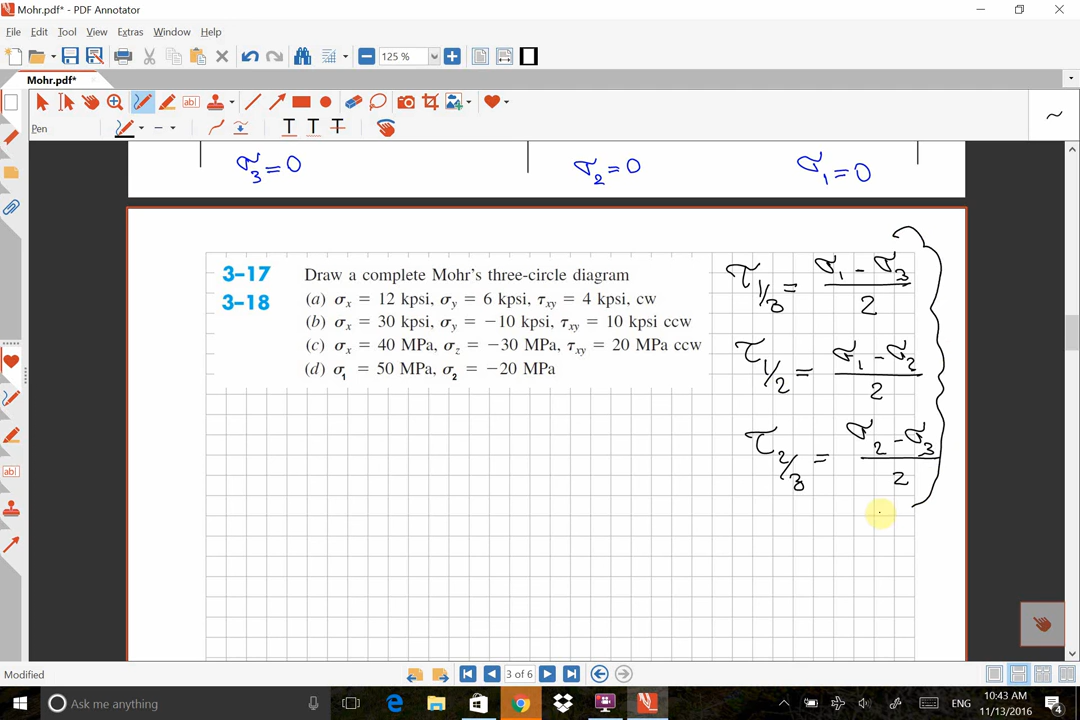 Mohr.pdf* - PDF Annotator
File Edit Tool View Extras Window Help
125 %
Mohr.pdf*
Pen
σ₃ = 0
σ₂ = 0
σ₁ = 0
3–17
3–18
Draw a complete Mohr's three-circle diagram
(a) σx = 12 kpsi, σy = 6 kpsi, τxy = 4 kpsi, cw
(b) σx = 30 kpsi, σy = −10 kpsi, τxy = 10 kpsi ccw
(c) σx = 40 MPa, σz = −30 MPa, τxy = 20 MPa ccw
(d) σ₁ = 50 MPa, σ₂ = −20 MPa
τ1/3 = (σ₁ - σ₃)/2
τ1/2 = (σ₁ - σ₂)/2
τ2/3 = (σ₂ - σ₃)/2
Modified
3 of 6
Ask me anything
ENG
10:43 AM
11/13/2016
4